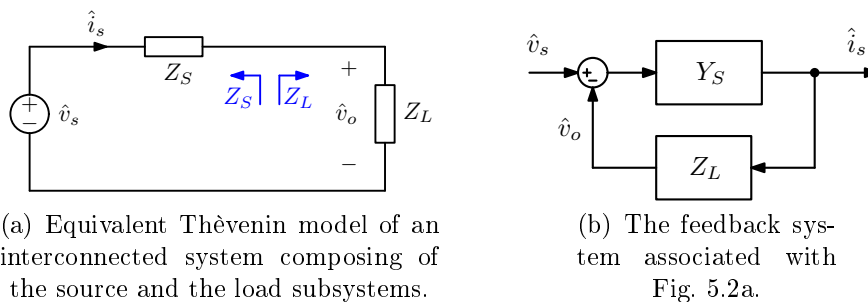 î_s
Z_S
+
−
v̂_s
Z_S
Z_L
+
v̂_o
−
Z_L
v̂_s
+
-
Y_S
î_s
v̂_o
Z_L
(a) Equivalent Thèvenin model of an
interconnected system composing of
the source and the load subsystems.
(b) The feedback sys-
tem associated with
Fig. 5.2a.